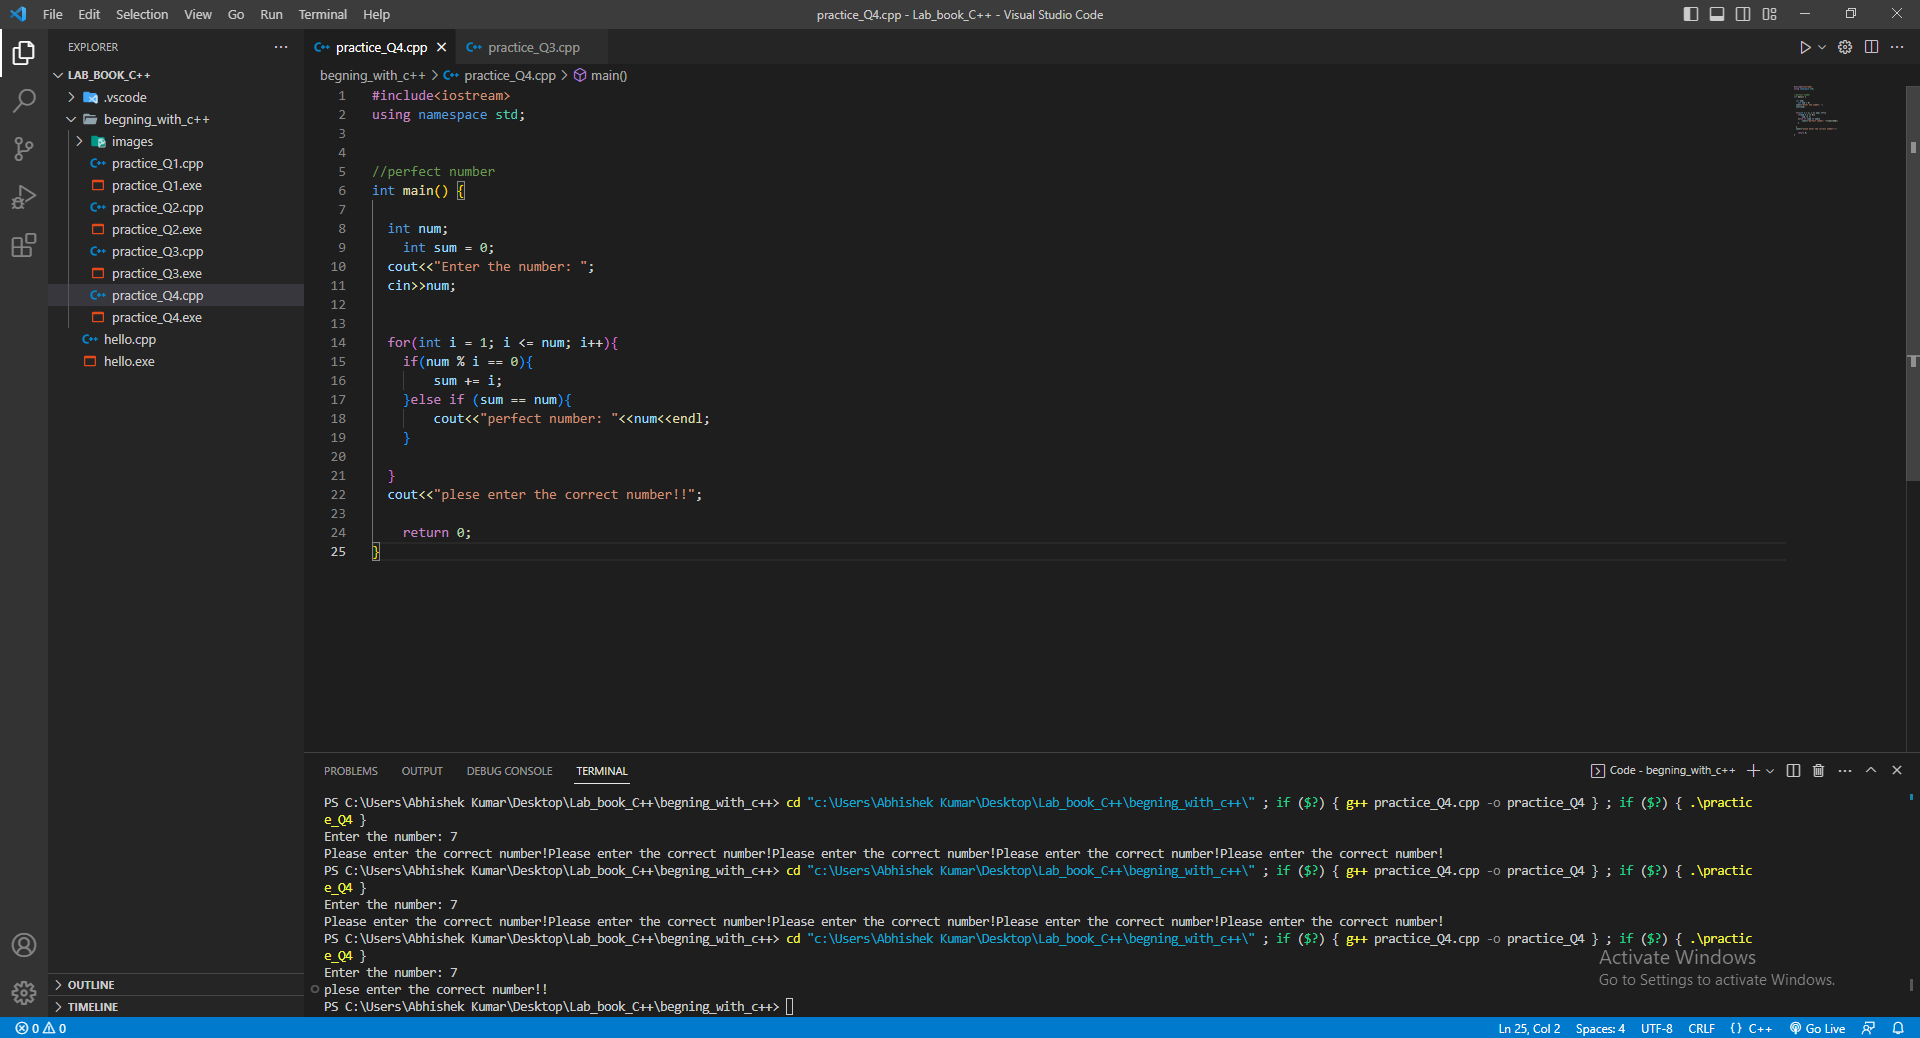 File Edit Selection View Go Run Terminal Help
practice_Q4.cpp - Lab_book_C++ - Visual Studio Code
EXPLORER
LAB_BOOK_C++
.vscode
begning_with_c++
images
practice_Q1.cpp
practice_Q1.exe
practice_Q2.cpp
practice_Q2.exe
practice_Q3.cpp
practice_Q3.exe
practice_Q4.cpp
practice_Q4.exe
hello.cpp
hello.exe
OUTLINE
TIMELINE
practice_Q4.cpp practice_Q3.cpp
begning_with_c++ > practice_Q4.cpp > main()
1 #include<iostream>
2 using namespace std;
3
4
5 //perfect number
6 int main() {
7
8 int num;
9 int sum = 0;
10 cout<<"Enter the number: ";
11 cin>>num;
12
13
14 for(int i = 1; i <= num; i++){
15 if(num % i == 0){
16 sum += i;
17 }else if (sum == num){
18 cout<<"perfect number: "<<num<<endl;
19 }
20
21 }
22 cout<<"plese enter the correct number!!";
23
24 return 0;
25 }
PROBLEMS OUTPUT DEBUG CONSOLE TERMINAL
Code - begning_with_c++
PS C:\Users\Abhishek Kumar\Desktop\Lab_book_C++\begning_with_c++> cd "c:\Users\Abhishek Kumar\Desktop\Lab_book_C++\begning_with_c++\" ; if ($?) { g++ practice_Q4.cpp -o practice_Q4 } ; if ($?) { .\practic
e_Q4 }
Enter the number: 7
Please enter the correct number!Please enter the correct number!Please enter the correct number!Please enter the correct number!Please enter the correct number!
PS C:\Users\Abhishek Kumar\Desktop\Lab_book_C++\begning_with_c++> cd "c:\Users\Abhishek Kumar\Desktop\Lab_book_C++\begning_with_c++\" ; if ($?) { g++ practice_Q4.cpp -o practice_Q4 } ; if ($?) { .\practic
e_Q4 }
Enter the number: 7
Please enter the correct number!Please enter the correct number!Please enter the correct number!Please enter the correct number!Please enter the correct number!
PS C:\Users\Abhishek Kumar\Desktop\Lab_book_C++\begning_with_c++> cd "c:\Users\Abhishek Kumar\Desktop\Lab_book_C++\begning_with_c++\" ; if ($?) { g++ practice_Q4.cpp -o practice_Q4 } ; if ($?) { .\practic
e_Q4 }
Enter the number: 7
plese enter the correct number!!
PS C:\Users\Abhishek Kumar\Desktop\Lab_book_C++\begning_with_c++>
Activate Windows
Go to Settings to activate Windows.
0 0
Ln 25, Col 2 Spaces: 4 UTF-8 CRLF {} C++ Go Live